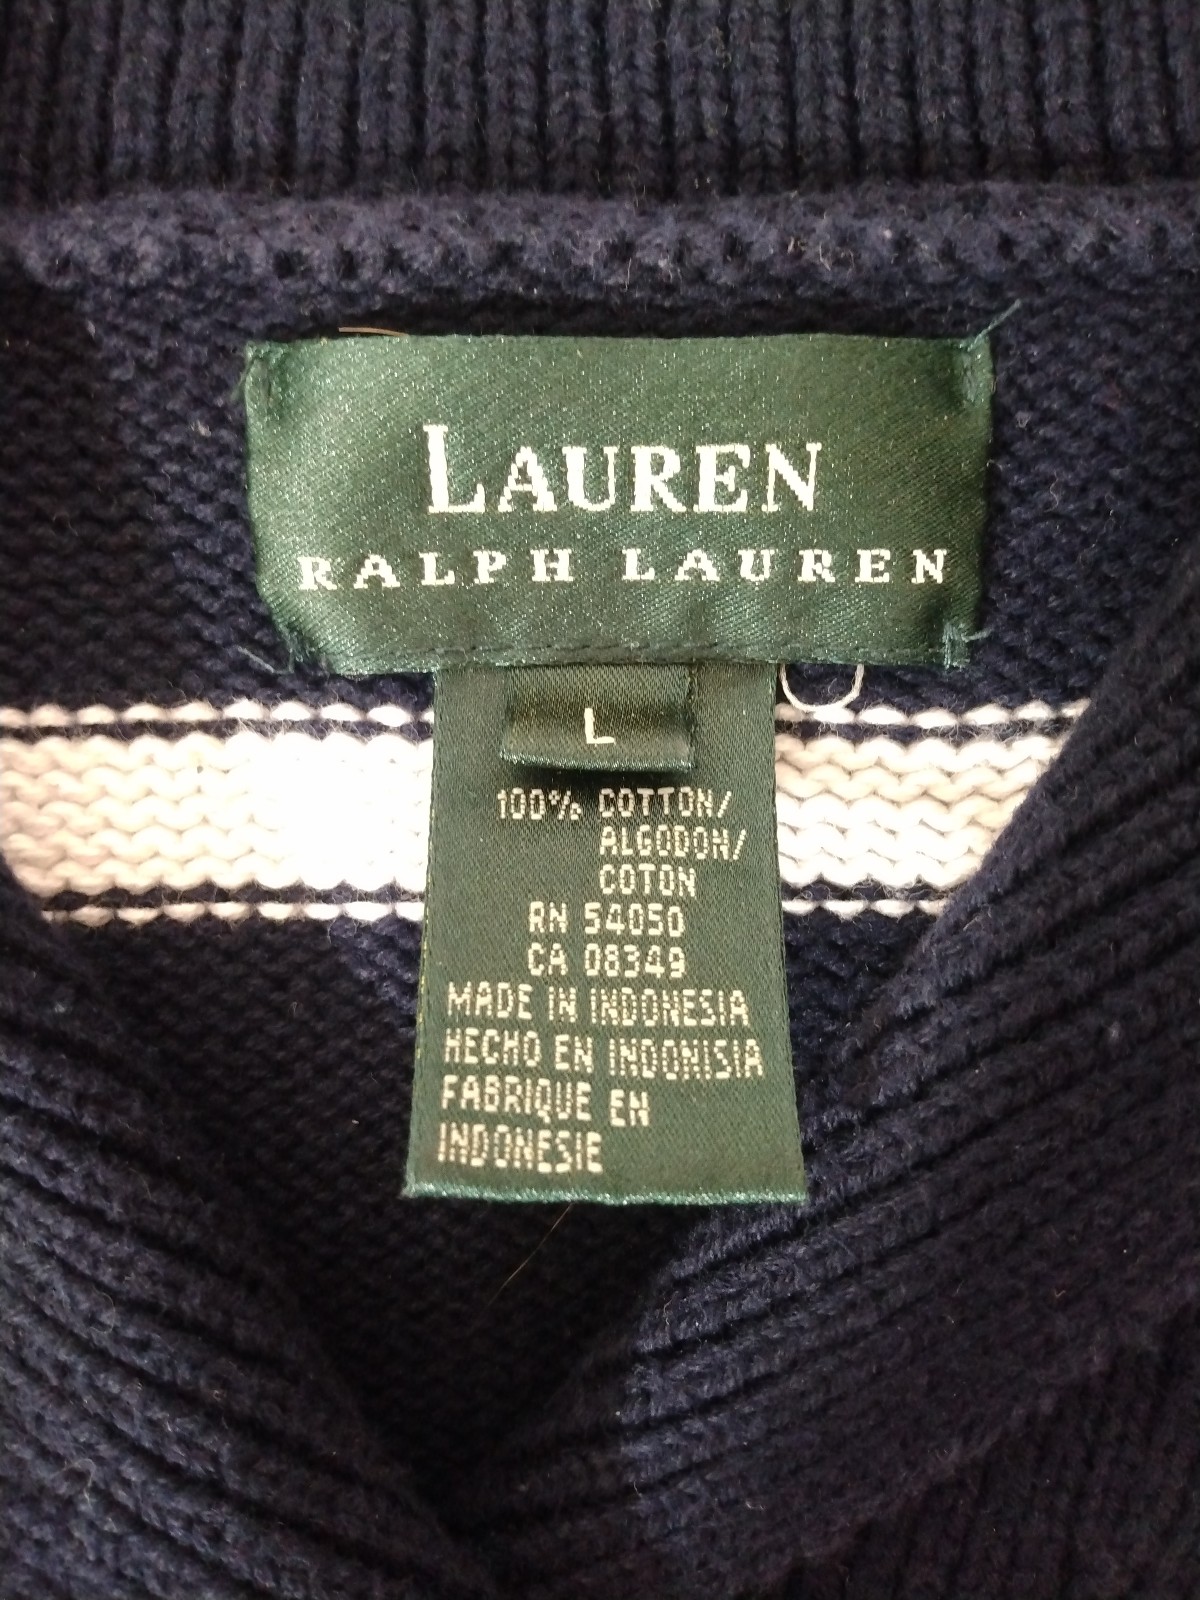 LAUREN
RALPH LAUREN
L
100% COTTON/
ALGODON/
COTON
RN 54050
CA 08349
MADE IN INDONESIA
HECHO EN INDONISIA
FABRIQUE EN
INDONESIE